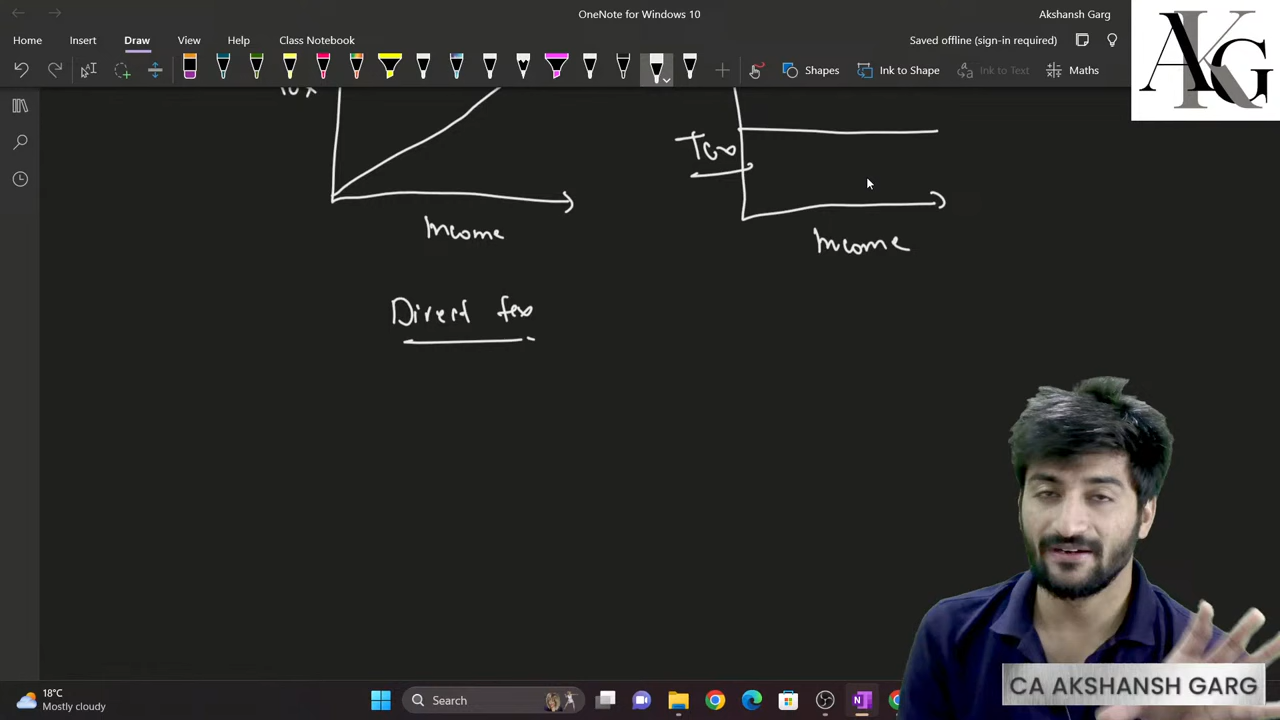 OneNote for Windows 10
Akshansh Garg
Home Insert Draw View Help Class Notebook
Saved offline (sign-in required)
Shapes Ink to Shape Ink to Text Maths
AKG
Tax
Income
Income
Direct tax
CA AKSHANSH GARG
18°C
Mostly cloudy
Search